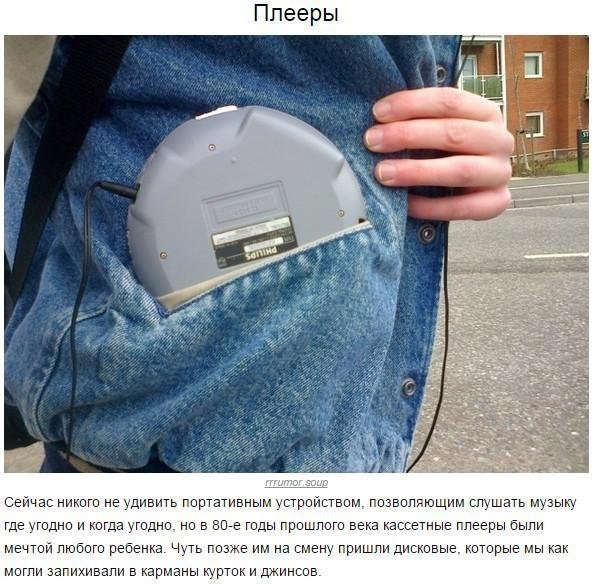 Плееры
PHILIPS
rrrumor.soup
Сейчас никого не удивить портативным устройством, позволяющим слушать музыку
где угодно и когда угодно, но в 80-е годы прошлого века кассетные плееры были
мечтой любого ребенка. Чуть позже им на смену пришли дисковые, которые мы как
могли запихивали в карманы курток и джинсов.